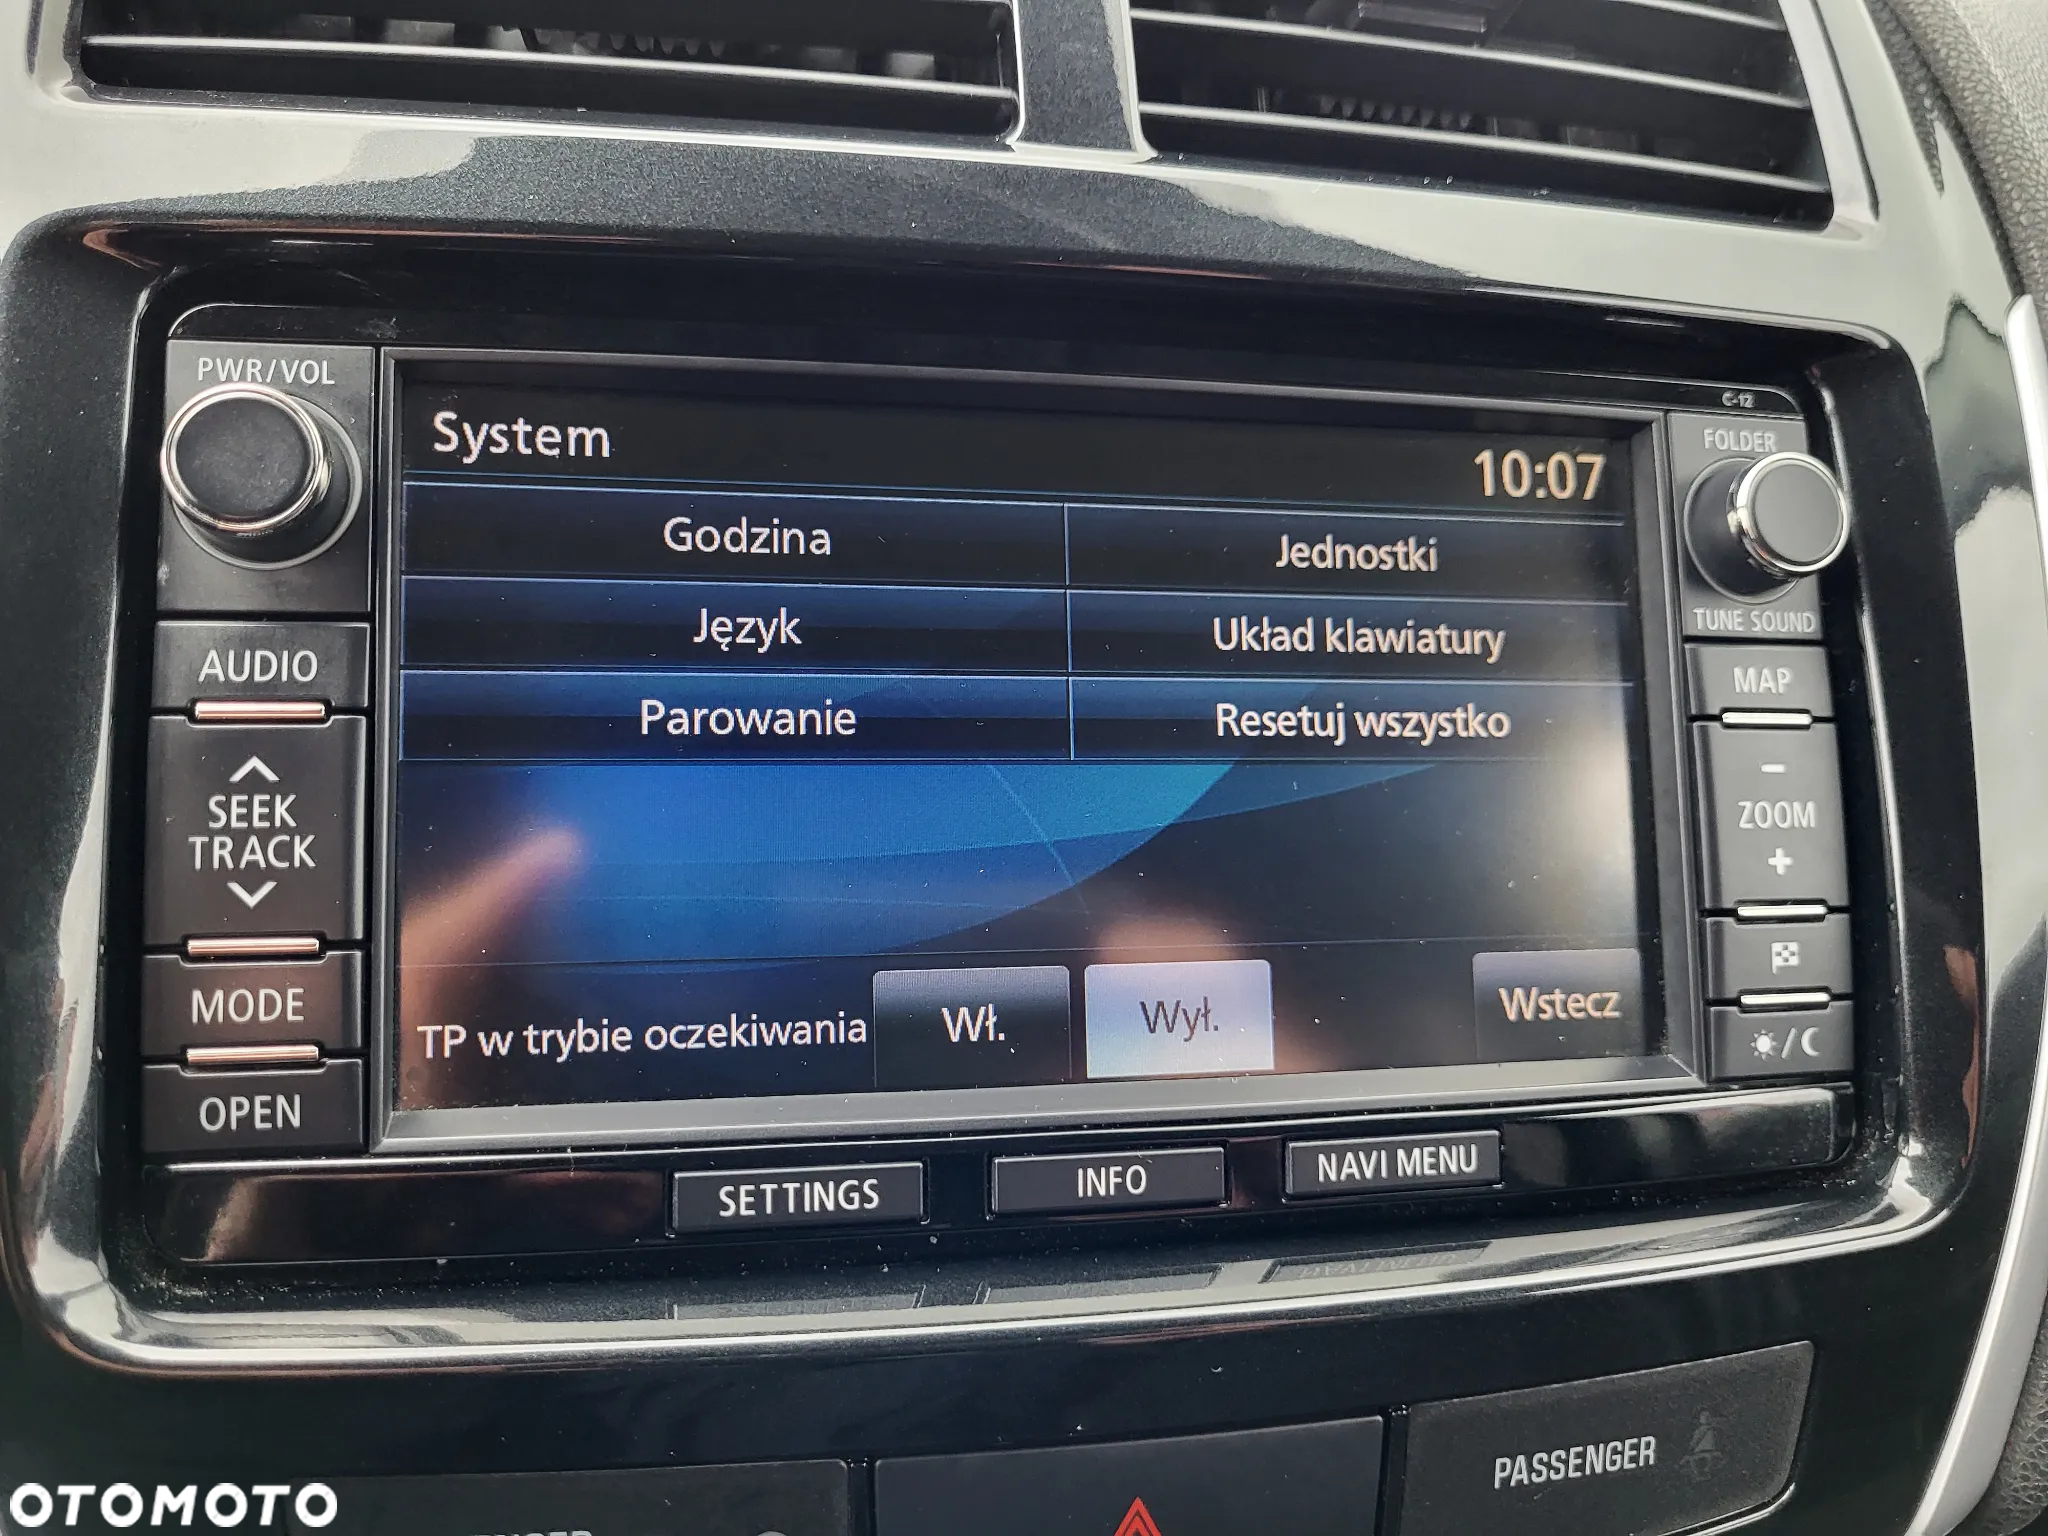 PWR/VOL
System
10:07
C-12
FOLDER
Godzina
Jednostki
Język
Układ klawiatury
Parowanie
Resetuj wszystko
TUNE SOUND
AUDIO
MAP
SEEK
TRACK
-
ZOOM
+
MODE
TP w trybie oczekiwania
Wł.
Wył.
Wstecz
OPEN
SETTINGS
INFO
NAVI MENU
PASSENGER
OTOMOTO